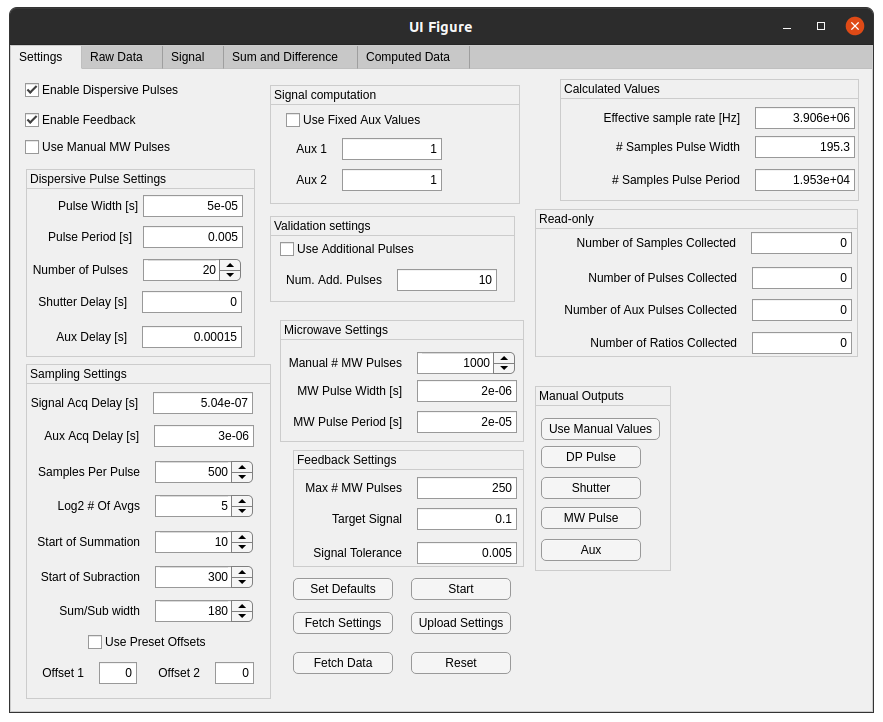 UI Figure
Settings Raw Data Signal Sum and Difference Computed Data
Enable Dispersive Pulses
Enable Feedback
Use Manual MW Pulses
Dispersive Pulse Settings
Pulse Width [s] 5e-05
Pulse Period [s] 0.005
Number of Pulses 20
Shutter Delay [s] 0
Aux Delay [s] 0.00015
Sampling Settings
Signal Acq Delay [s] 5.04e-07
Aux Acq Delay [s] 3e-06
Samples Per Pulse 500
Log2 # Of Avgs 5
Start of Summation 10
Start of Subraction 300
Sum/Sub width 180
Use Preset Offsets
Offset 1 0 Offset 2 0
Signal computation
Use Fixed Aux Values
Aux 1 1
Aux 2 1
Validation settings
Use Additional Pulses
Num. Add. Pulses 10
Microwave Settings
Manual # MW Pulses 1000
MW Pulse Width [s] 2e-06
MW Pulse Period [s] 2e-05
Feedback Settings
Max # MW Pulses 250
Target Signal 0.1
Signal Tolerance 0.005
Set Defaults Start
Fetch Settings Upload Settings
Fetch Data Reset
Calculated Values
Effective sample rate [Hz] 3.906e+06
# Samples Pulse Width 195.3
# Samples Pulse Period 1.953e+04
Read-only
Number of Samples Collected 0
Number of Pulses Collected 0
Number of Aux Pulses Collected 0
Number of Ratios Collected 0
Manual Outputs
Use Manual Values
DP Pulse
Shutter
MW Pulse
Aux